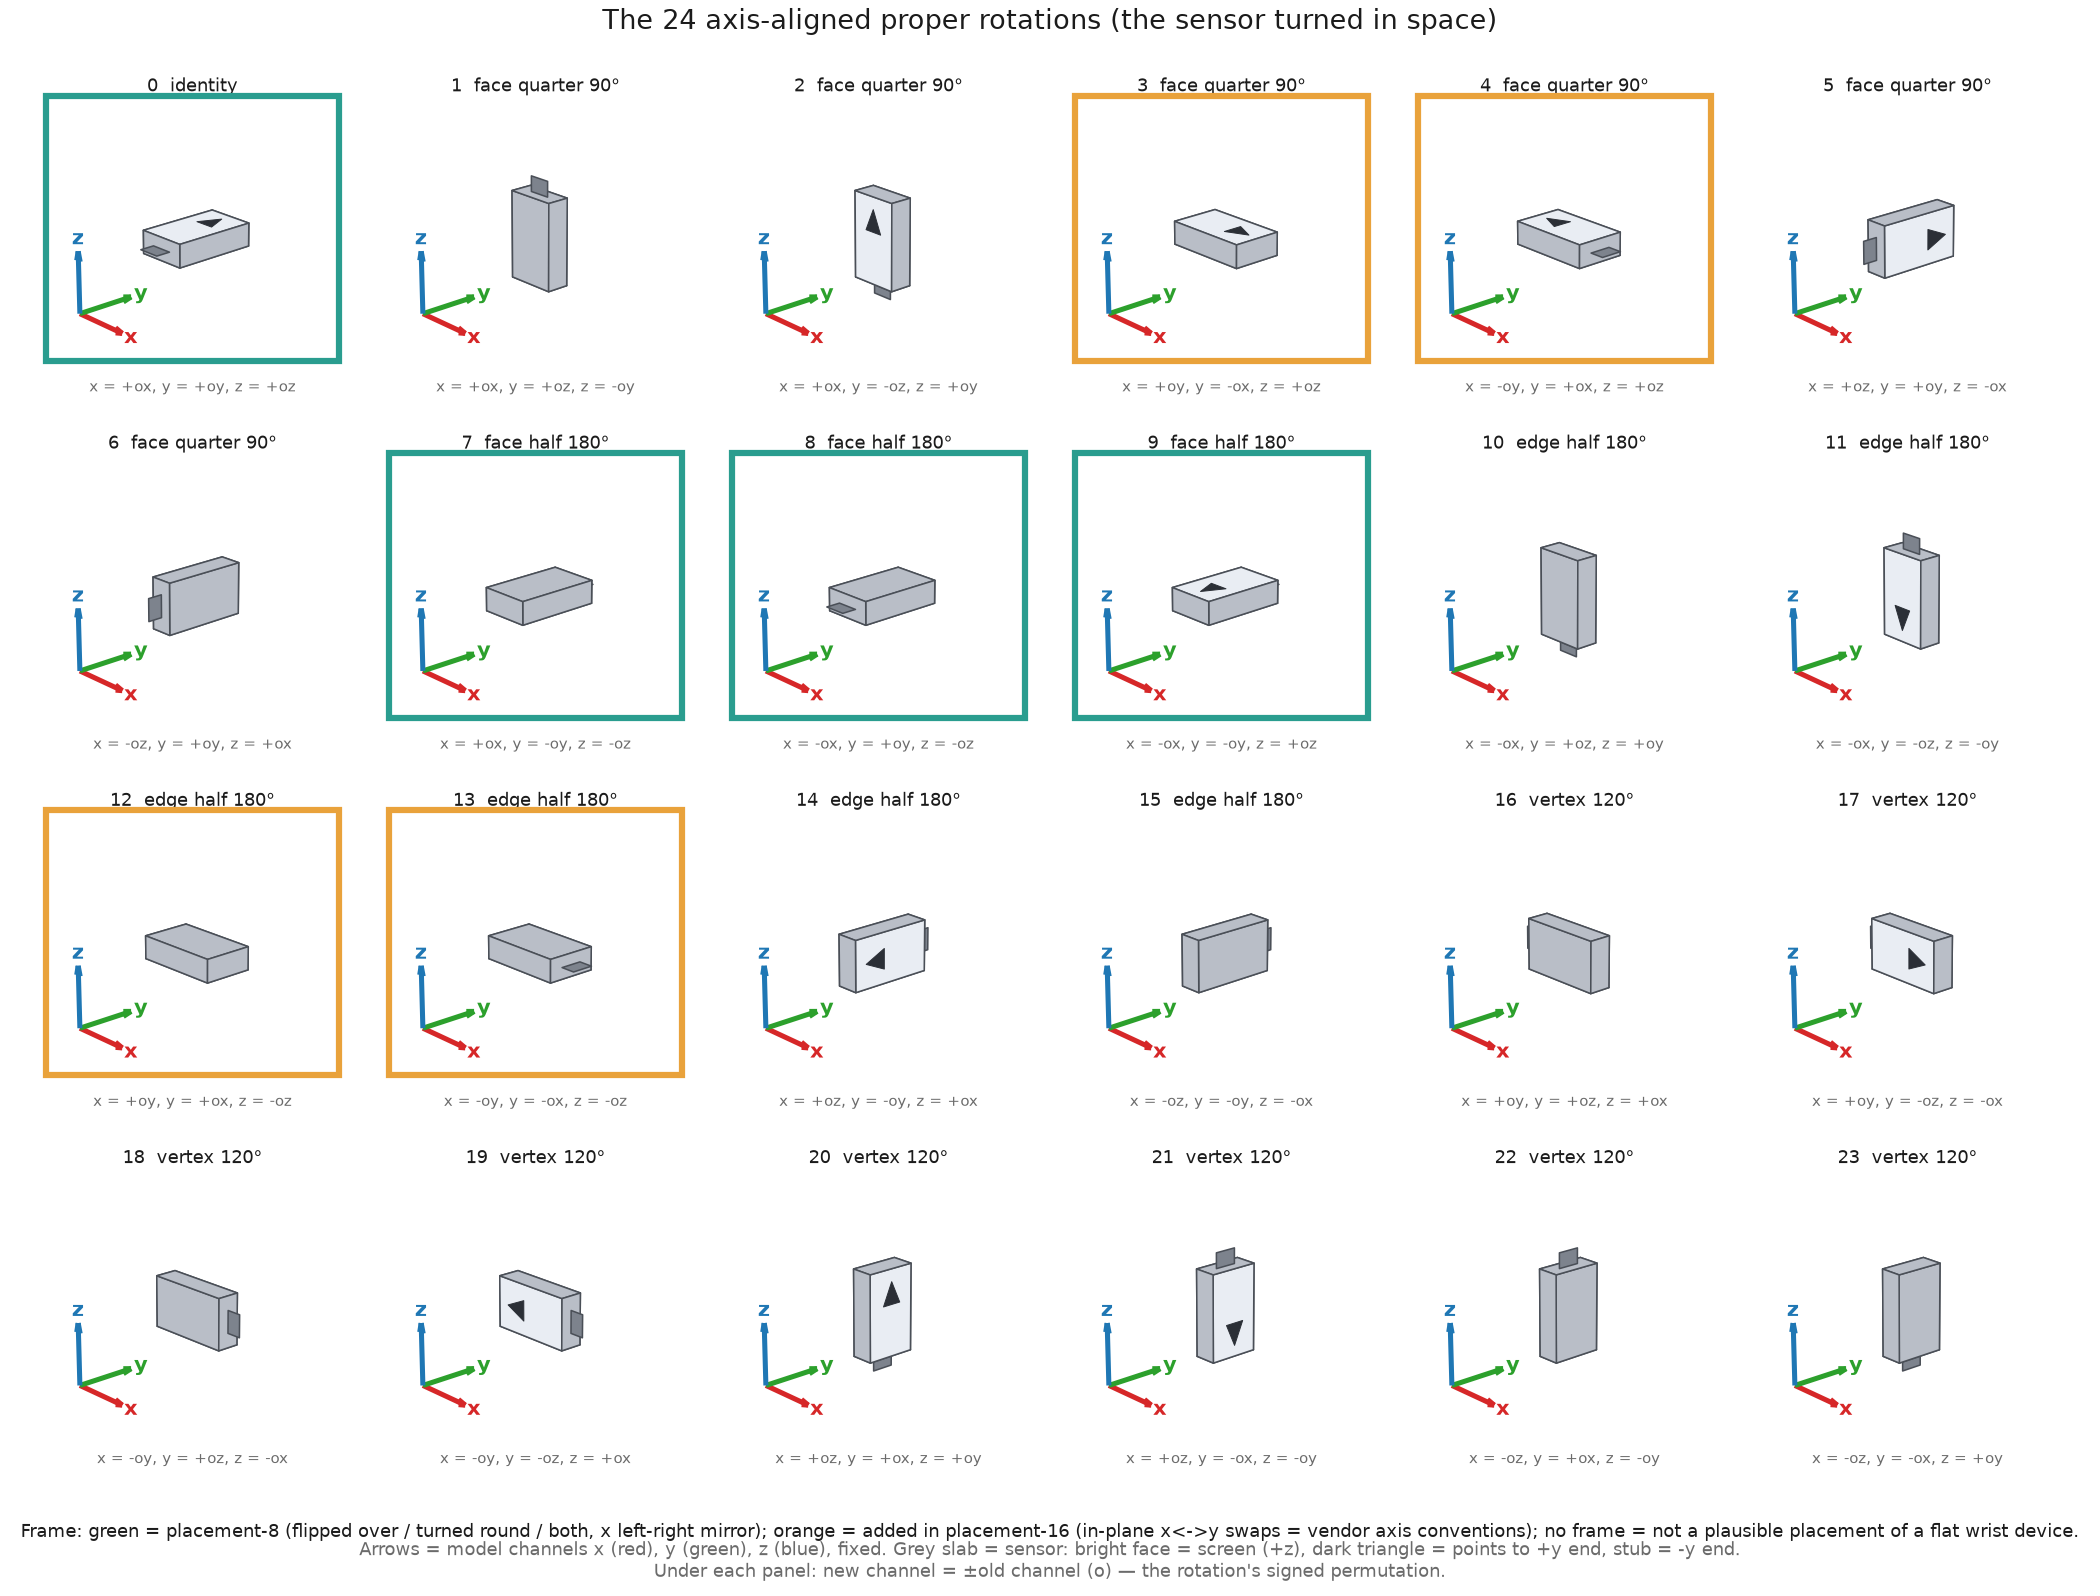 The 24 axis-aligned proper rotations (the sensor turned in space)
0  identity
1  face quarter 90°
2  face quarter 90°
3  face quarter 90°
4  face quarter 90°
5  face quarter 90°
z
y
x
z
y
x
z
y
x
z
y
x
z
y
x
z
y
x
x = +ox, y = +oy, z = +oz
x = +ox, y = +oz, z = -oy
x = +ox, y = -oz, z = +oy
x = +oy, y = -ox, z = +oz
x = -oy, y = +ox, z = +oz
x = +oz, y = +oy, z = -ox
6  face quarter 90°
7  face half 180°
8  face half 180°
9  face half 180°
10  edge half 180°
11  edge half 180°
z
y
x
z
y
x
z
y
x
z
y
x
z
y
x
z
y
x
x = -oz, y = +oy, z = +ox
x = +ox, y = -oy, z = -oz
x = -ox, y = +oy, z = -oz
x = -ox, y = -oy, z = +oz
x = -ox, y = +oz, z = +oy
x = -ox, y = -oz, z = -oy
12  edge half 180°
13  edge half 180°
14  edge half 180°
15  edge half 180°
16  vertex 120°
17  vertex 120°
z
y
x
z
y
x
z
y
x
z
y
x
z
y
x
z
y
x
x = +oy, y = +ox, z = -oz
x = -oy, y = -ox, z = -oz
x = +oz, y = -oy, z = +ox
x = -oz, y = -oy, z = -ox
x = +oy, y = +oz, z = +ox
x = +oy, y = -oz, z = -ox
18  vertex 120°
19  vertex 120°
20  vertex 120°
21  vertex 120°
22  vertex 120°
23  vertex 120°
z
y
x
z
y
x
z
y
x
z
y
x
z
y
x
z
y
x
x = -oy, y = +oz, z = -ox
x = -oy, y = -oz, z = +ox
x = +oz, y = +ox, z = +oy
x = +oz, y = -ox, z = -oy
x = -oz, y = +ox, z = -oy
x = -oz, y = -ox, z = +oy
Frame: green = placement-8 (flipped over / turned round / both, x left-right mirror); orange = added in placement-16 (in-plane x<->y swaps = vendor axis conventions); no frame = not a plausible placement of a flat wrist device.
Arrows = model channels x (red), y (green), z (blue), fixed. Grey slab = sensor: bright face = screen (+z), dark triangle = points to +y end, stub = -y end.
Under each panel: new channel = ±old channel (o) — the rotation's signed permutation.